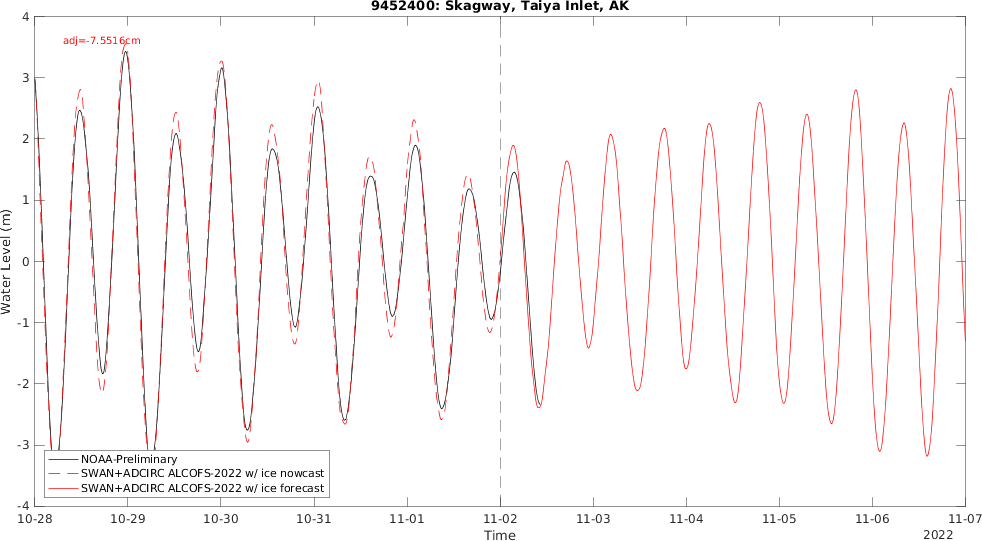 9452400: Skagway, Taiya Inlet, AK
adj=-7.5516cm
4
3
2
1
0
-1
-2
-3
-4
Water Level (m)
NOAA-Preliminary
SWAN+ADCIRC ALCOFS-2022 w/ ice nowcast
SWAN+ADCIRC ALCOFS-2022 w/ ice forecast
10-28 10-29 10-30 10-31 11-01 11-02 11-03 11-04 11-05 11-06 11-07
Time
2022